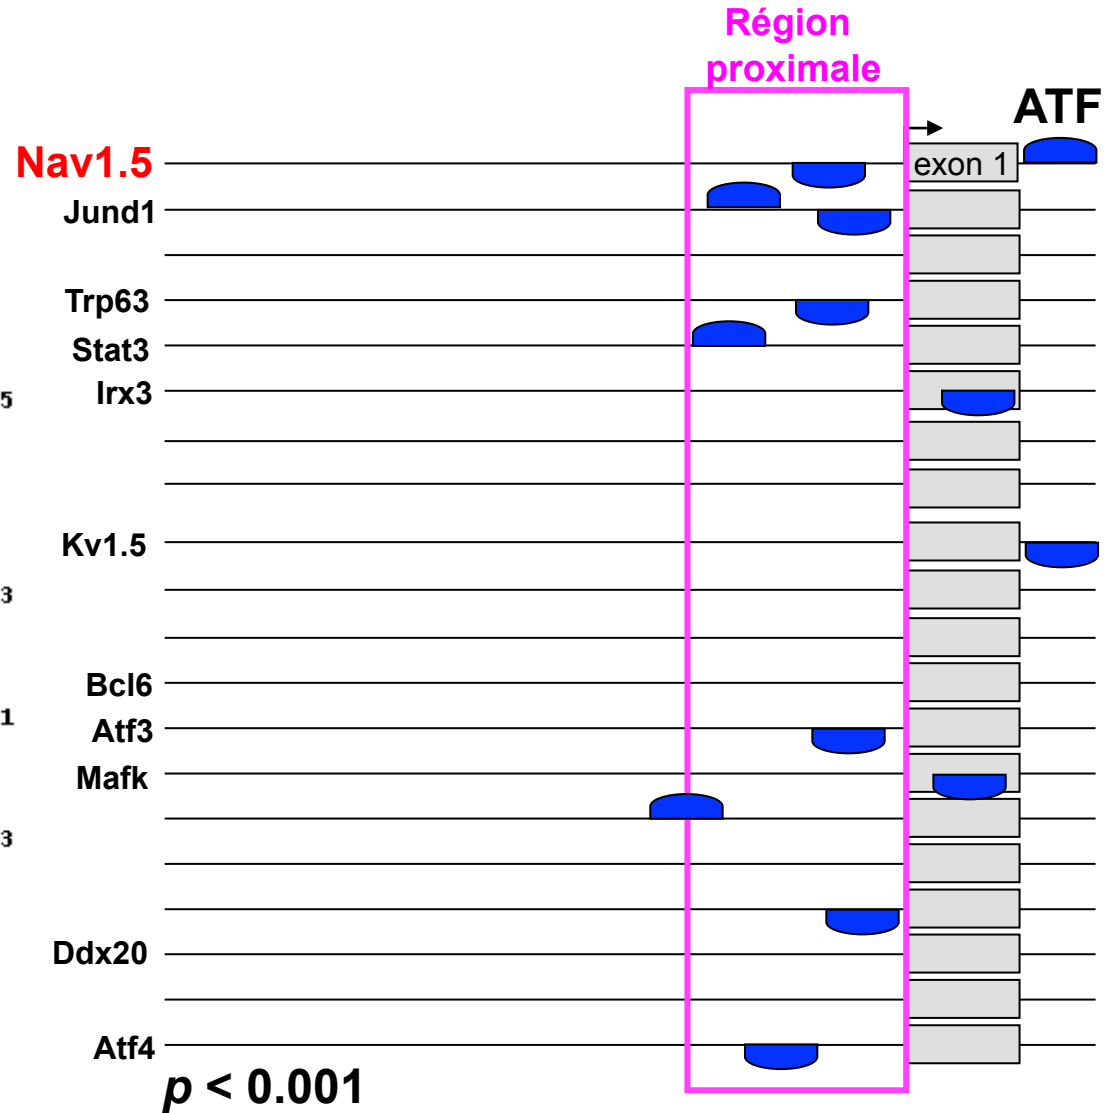 Région
proximale
ATF
Nav1.5
exon 1
Jund1
Trp63
Stat3
Irx3
5
Kv1.5
3
Bcl6
1
Atf3
Mafk
3
Ddx20
Atf4
p < 0.001